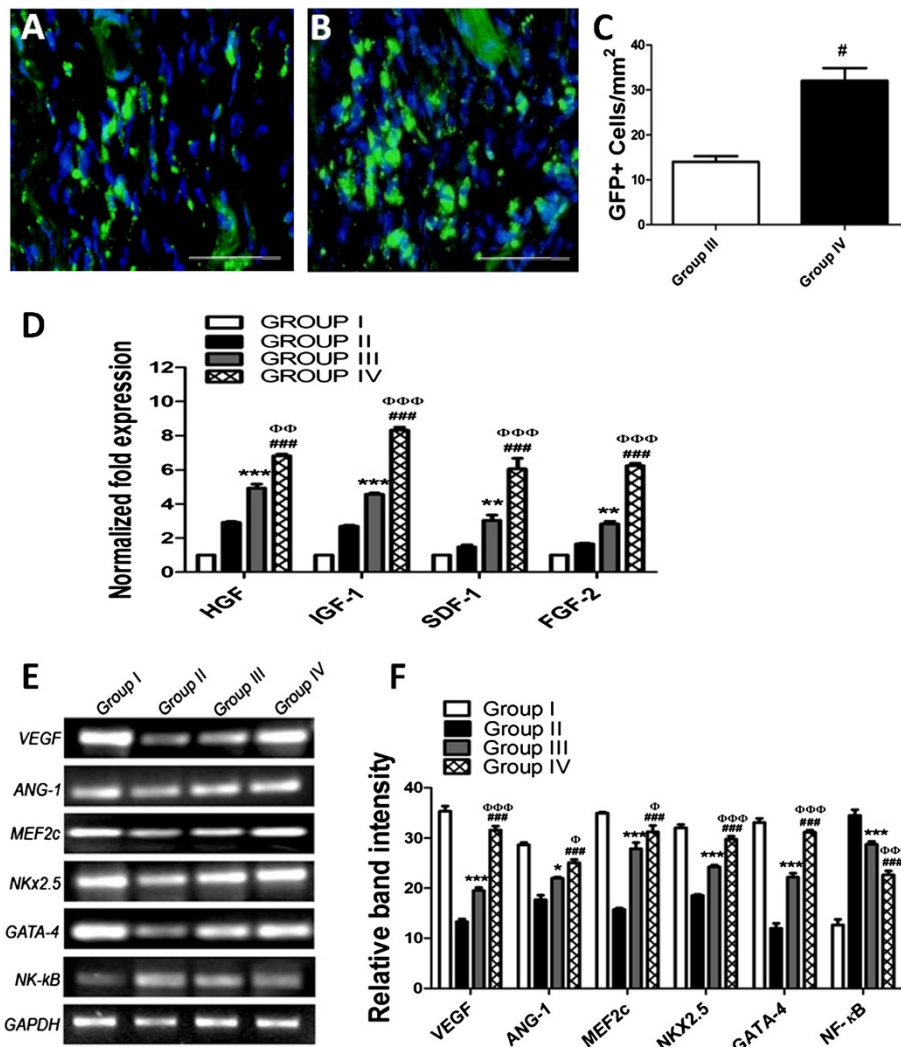 A
B
C
GFP+ Cells/mm²
40
30
20
10
0
#
Group III
Group IV
D
GROUP I
GROUP II
GROUP III
GROUP IV
Normalized fold expression
12
10
8
6
4
2
0
ΦΦ
###
***
ΦΦΦ
###
***
ΦΦΦ
###
**
ΦΦΦ
###
**
HGF
IGF-1
SDF-1
FGF-2
E
Group I
Group II
Group III
Group IV
VEGF
ANG-1
MEF2c
NKx2.5
GATA-4
NK-kB
GAPDH
F
Group I
Group II
Group III
Group IV
Relative band intensity
40
30
20
10
0
ΦΦΦ
###
***
Φ
###
*
Φ
###
***
ΦΦΦ
###
***
ΦΦΦ
###
***
***
ΦΦ
###
VEGF
ANG-1
MEF2c
NKX2.5
GATA-4
NF-κB